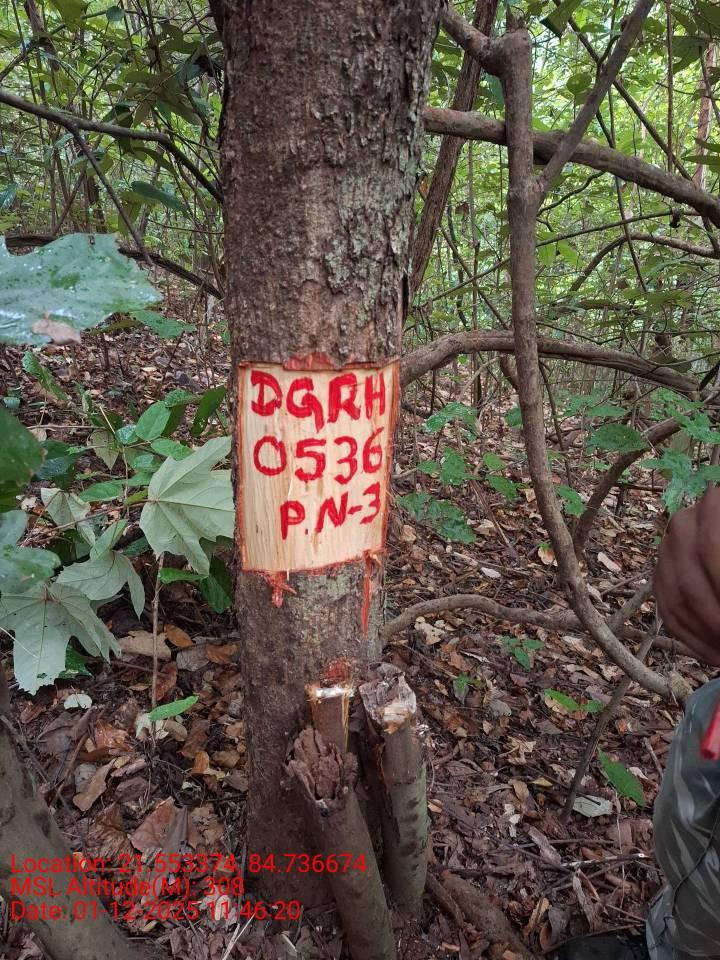 DGRH
0536
P.N-3
Location: 21.553374, 84.736674
MSL Altitude(M): 308
Date: 01-12-2025 11:46:20